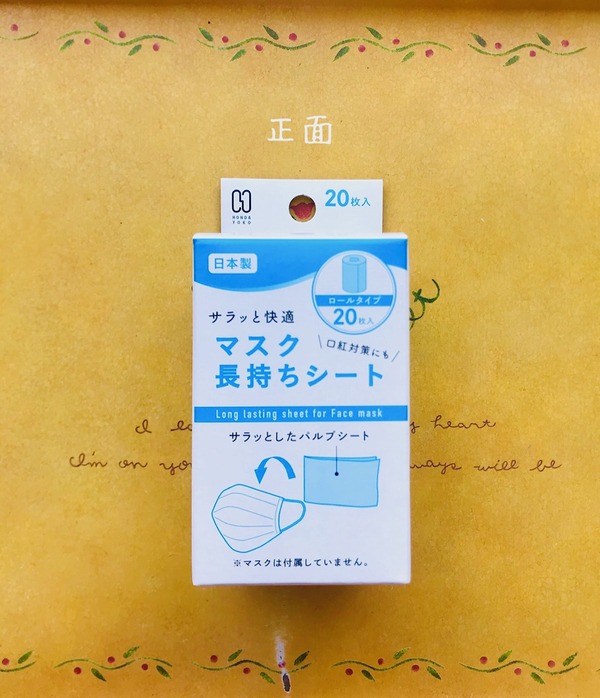 正面
HONDA
YOKO
20枚入
日本製
ロールタイプ
20枚入
サラッと快適
口紅対策にも
マスク
長持ちシート
Long lasting sheet for Face mask
サラッとしたパルプシート
※マスクは付属していません。
I heart
I'm on will be